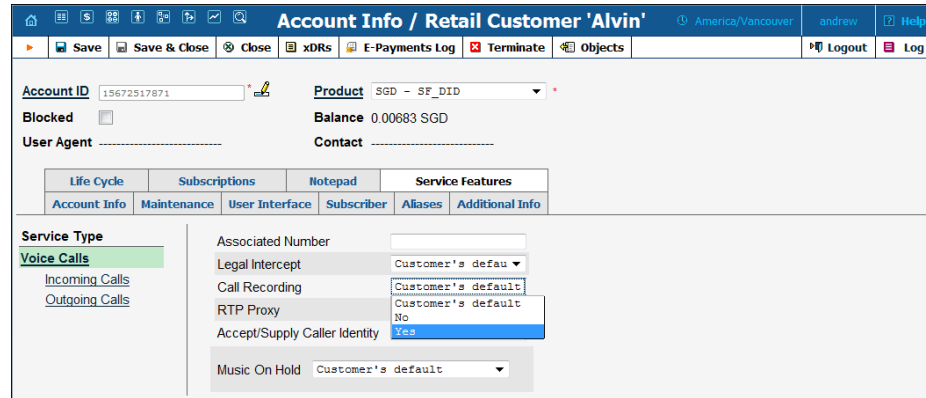 Account Info / Retail Customer 'Alvin' America/Vancouver andrew Help
Save Save & Close Close xDRs E-Payments Log Terminate Objects Logout Log
Account ID 15672517871 * Product SGD - SF_DID *
Blocked Balance 0.00683 SGD
User Agent ---------------------------- Contact ----------------------------
Life Cycle Subscriptions Notepad Service Features
Account Info Maintenance User Interface Subscriber Aliases Additional Info
Service Type
Voice Calls
Incoming Calls
Outgoing Calls
Associated Number
Legal Intercept Customer's defau
Call Recording Customer's default
Customer's default
RTP Proxy
No
Accept/Supply Caller Identity Yes
Music On Hold Customer's default